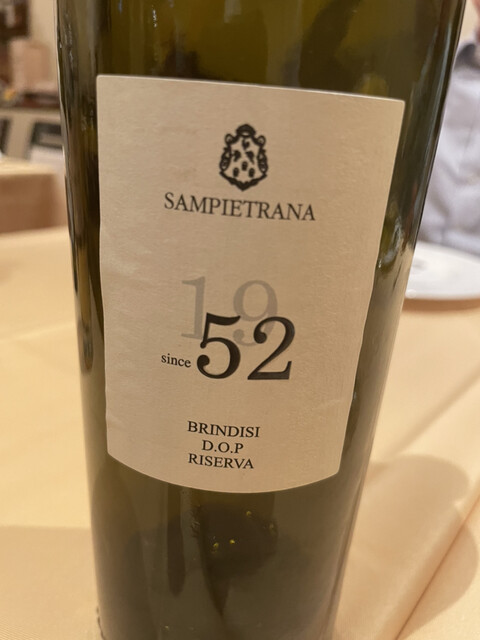 SAMPIETRANA
19
since 52
BRINDISI
D.O.P
RISERVA